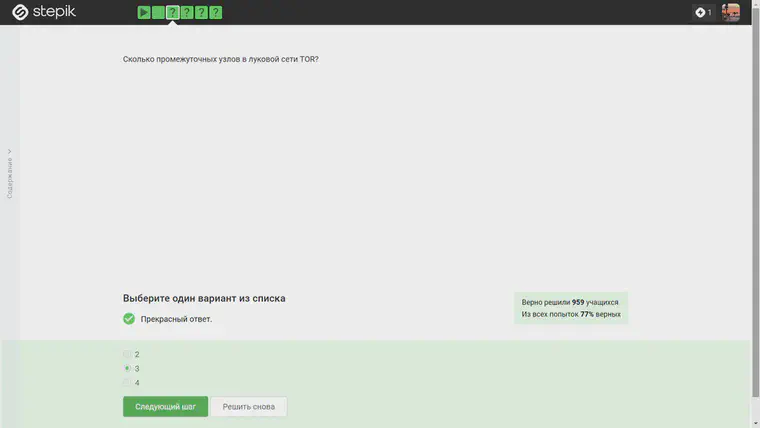 stepik
? ? ? ?
1
Сколько промежуточных узлов в луковой сети TOR?
Содержание
Выберите один вариант из списка
Прекрасный ответ.
Верно решили 959 учащихся
Из всех попыток 77% верных
2
3
4
Следующий шаг
Решить снова